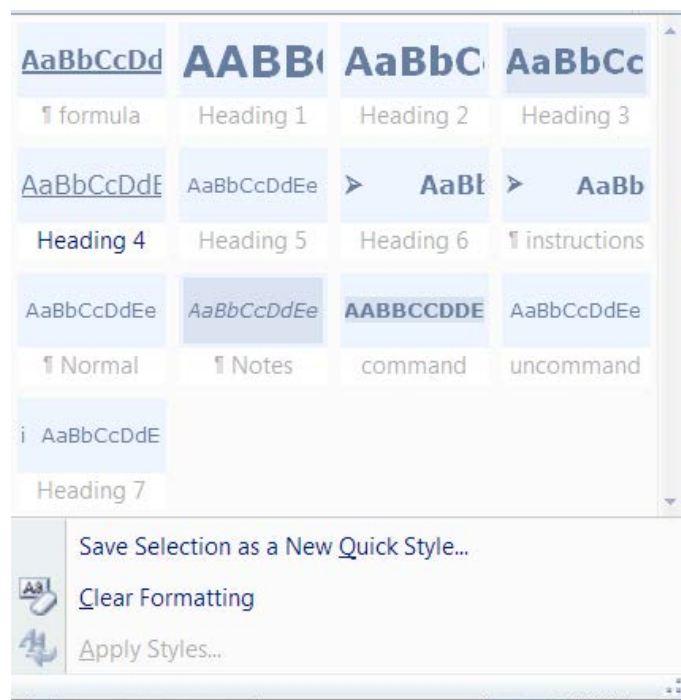 AaBbCcDd AABB AaBbC AaBbCc
¶ formula Heading 1 Heading 2 Heading 3
AaBbCcDdE AaBbCcDdEe ➤ AaBb ➤ AaBb
Heading 4 Heading 5 Heading 6 ¶ instructions
AaBbCcDdEe AaBbCcDdEe AABBCCDDE AaBbCcDdEe
¶ Normal ¶ Notes command uncommand
i AaBbCcDdE
Heading 7
Save Selection as a New Quick Style...
Clear Formatting
Apply Styles...